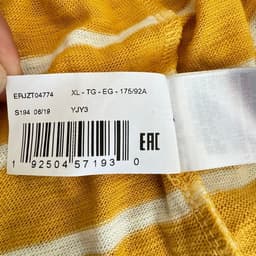 ERJZT04774
XL - TG - EG - 175/92A
S194 06/19
YJY3
EAC
1 92504 57193 0